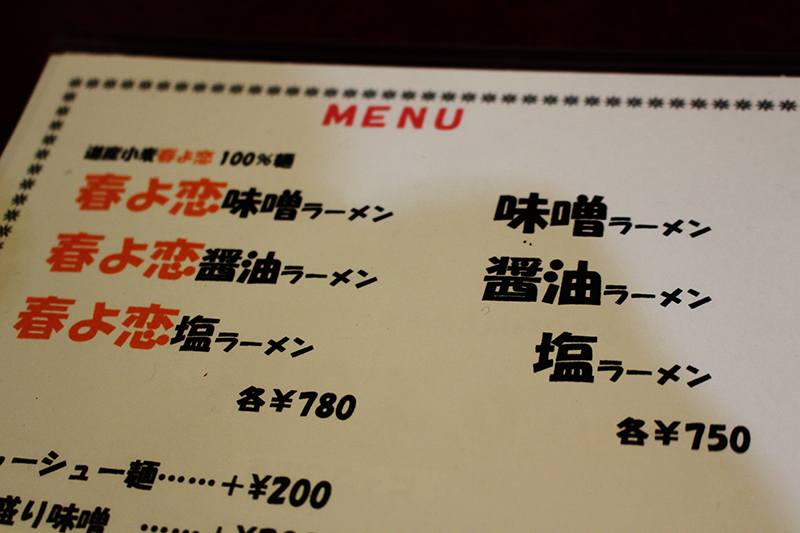 MENU
道産小麦春よ恋 100%麺
春よ恋味噌ラーメン
春よ恋醤油ラーメン
春よ恋塩ラーメン
各¥780
味噌ラーメン
醤油ラーメン
塩ラーメン
各¥750
ャーシュー麺……+¥200
盛り味噌 ……+¥